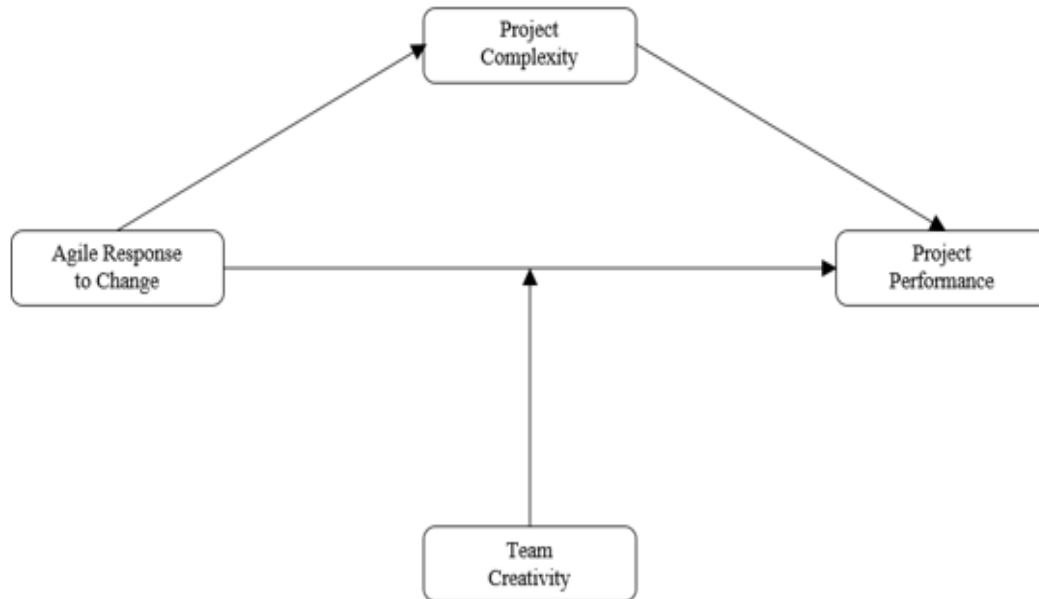 Project
Complexity
Agile Response
to Change
Project
Performance
Team
Creativity